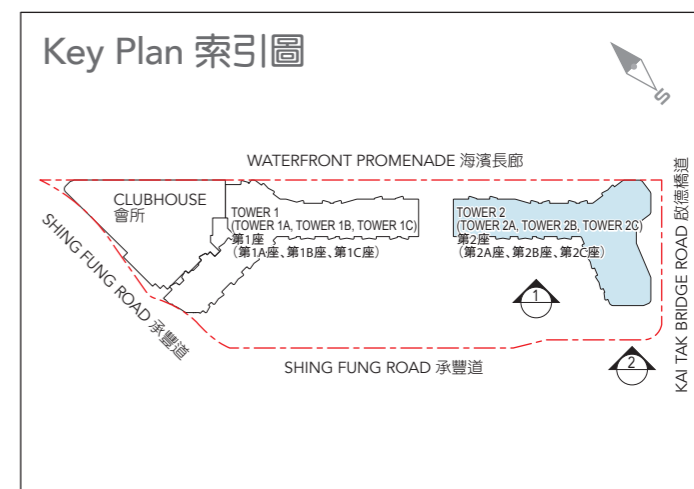 Key Plan 索引圖
S
WATERFRONT PROMENADE 海濱長廊
CLUBHOUSE
會所
TOWER 1
(TOWER 1A, TOWER 1B, TOWER 1C)
第1座
（第1A座、第1B座、第1C座）
TOWER 2
(TOWER 2A, TOWER 2B, TOWER 2C)
第2座
（第2A座、第2B座、第2C座）
KAI TAK BRIDGE ROAD 啟德橋道
SHING FUNG ROAD 承豐道
1
2
SHING FUNG ROAD 承豐道